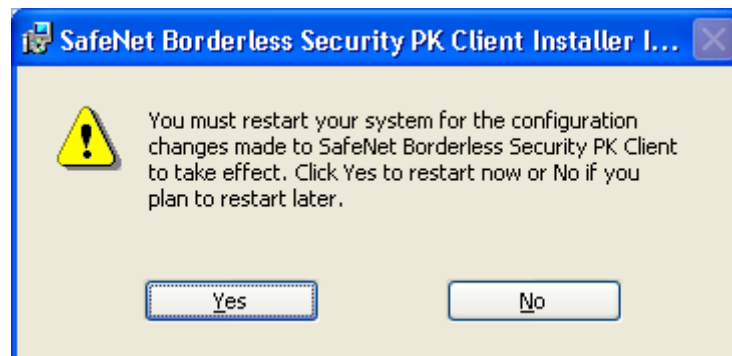 SafeNet Borderless Security PK Client Installer I...
You must restart your system for the configuration
changes made to SafeNet Borderless Security PK Client
to take effect. Click Yes to restart now or No if you
plan to restart later.
Yes
No